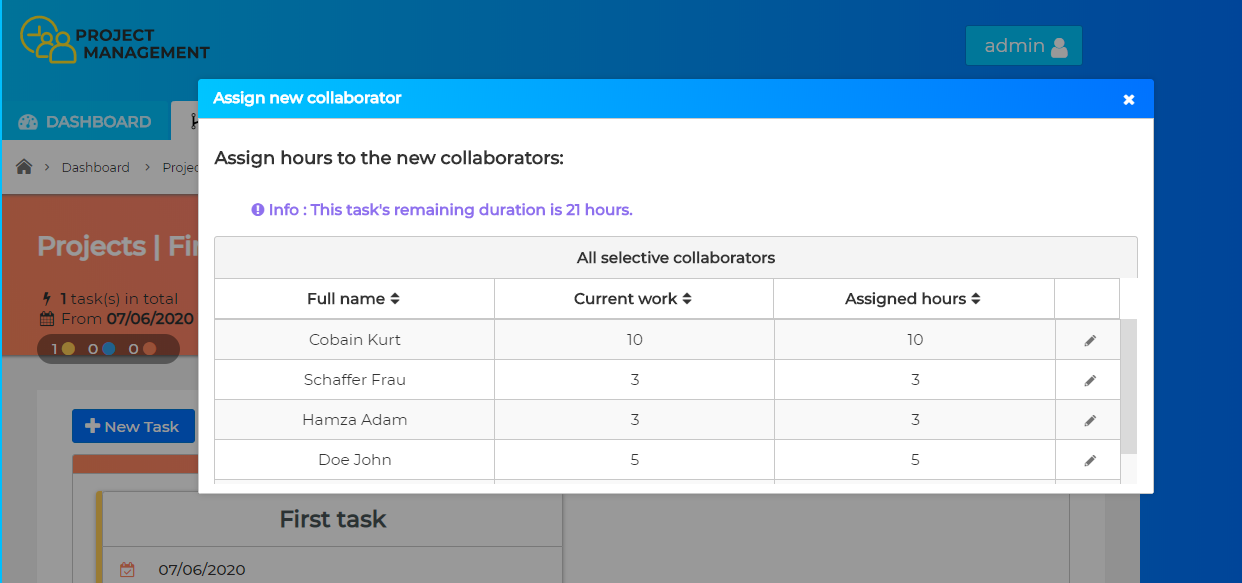 PROJECT
MANAGEMENT
admin
Assign new collaborator
DASHBOARD
Assign hours to the new collaborators:
Dashboard
Info : This task's remaining duration is 21 hours.
Projects |
All selective collaborators
Full name Current work Assigned hours
1 task(s) in total
From 07/06/2020
Cobain Kurt 10 10
1 0 0
Schaffer Frau 3 3
Hamza Adam 3 3
New Task
Doe John 5 5
First task
07/06/2020